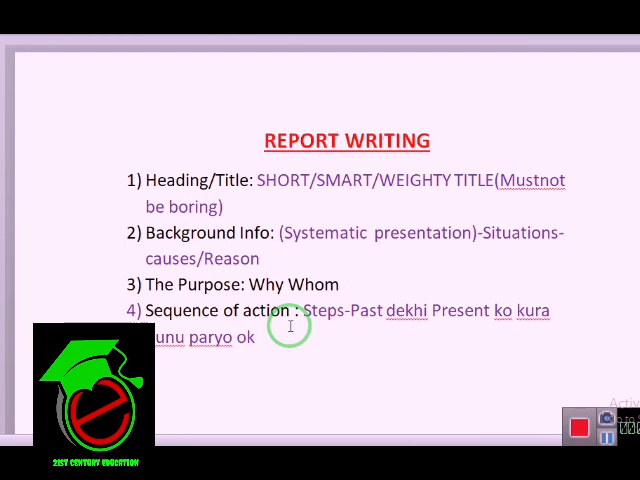 REPORT WRITING
1) Heading/Title: SHORT/SMART/WEIGHTY TITLE(Mustnot
be boring)
2) Background Info: (Systematic presentation)-Situations-
causes/Reason
3) The Purpose: Why Whom
4) Sequence of action : Steps-Past dekhi Present ko kura
paryo ok
21ST CENTURY EDUCATION